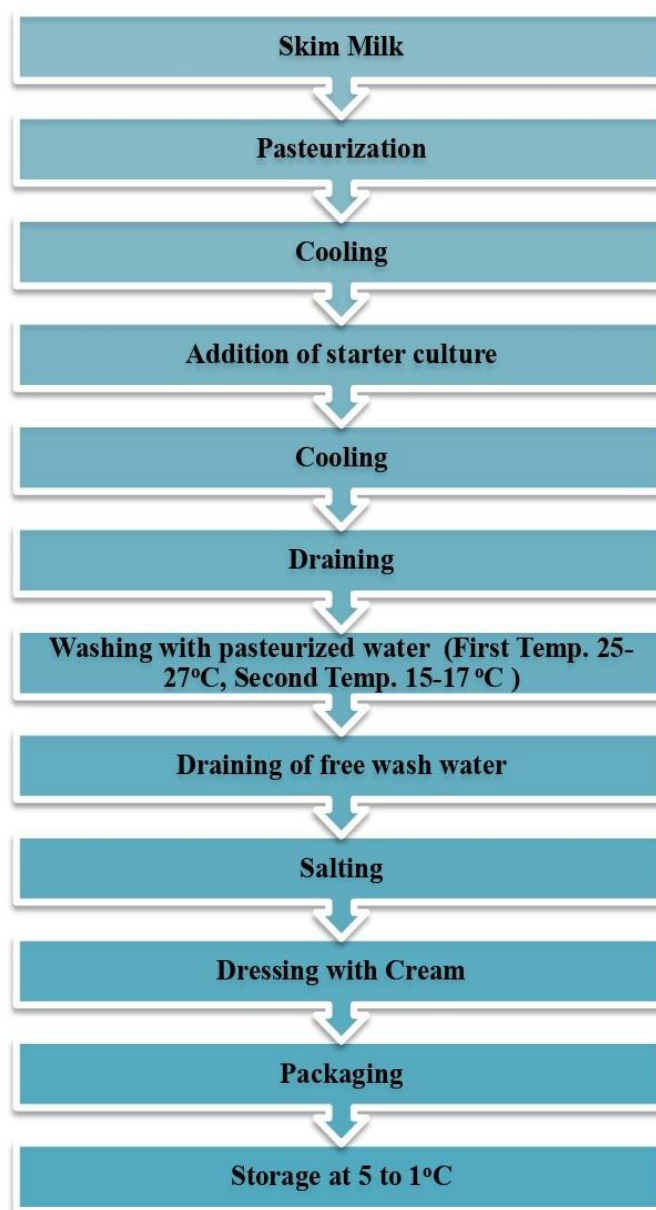 Skim Milk
Pasteurization
Cooling
Addition of starter culture
Cooling
Draining
Washing with pasteurized water (First Temp. 25-
27°C, Second Temp. 15-17 °C )
Draining of free wash water
Salting
Dressing with Cream
Packaging
Storage at 5 to 1°C